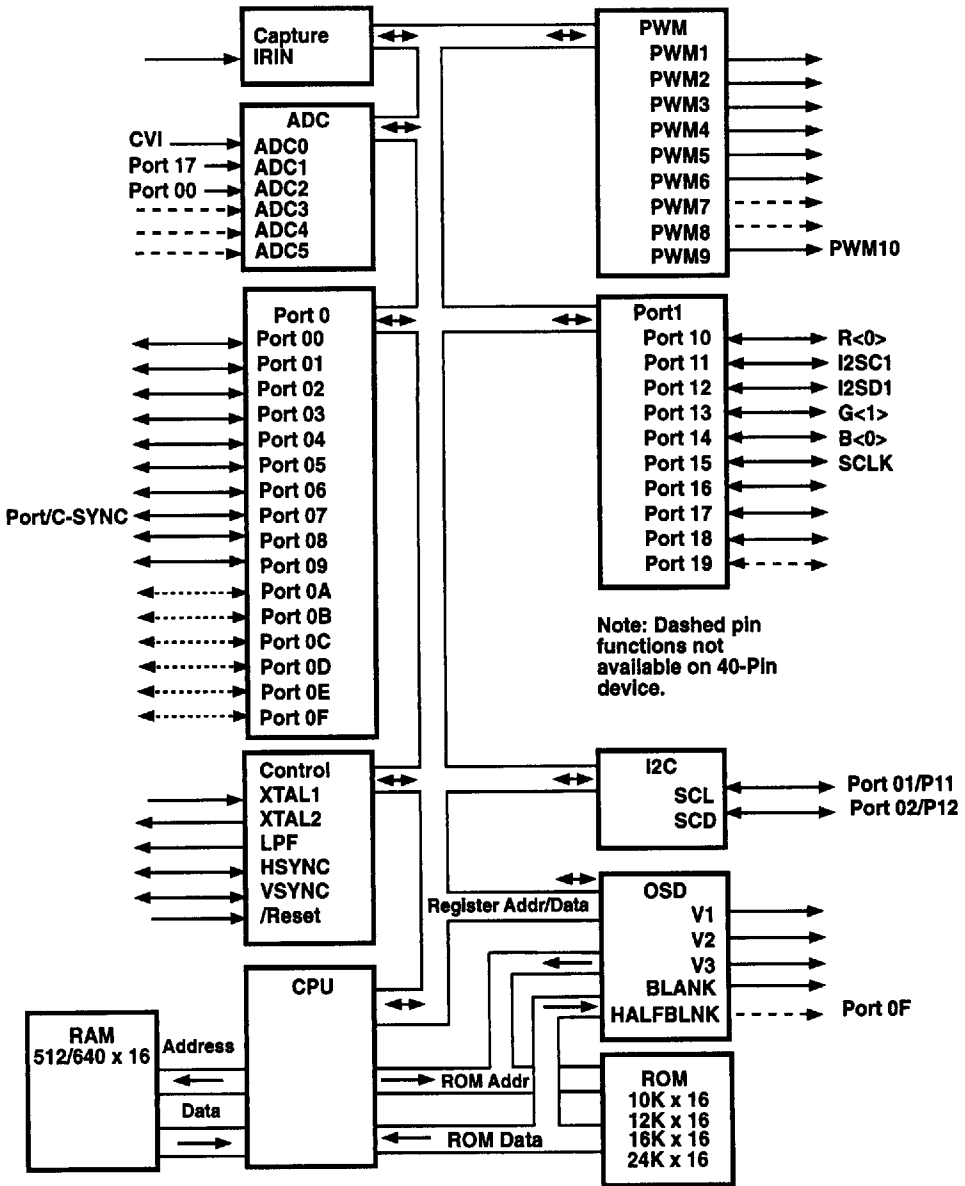 Capture
IRIN
ADC
CVI
ADC0
Port 17
ADC1
Port 00
ADC2
ADC3
ADC4
ADC5
Port 0
Port 00
Port 01
Port 02
Port 03
Port 04
Port 05
Port 06
Port/C-SYNC
Port 07
Port 08
Port 09
Port 0A
Port 0B
Port 0C
Port 0D
Port 0E
Port 0F
Control
XTAL1
XTAL2
LPF
HSYNC
VSYNC
/Reset
CPU
RAM
512/640 x 16
Address
Data
PWM
PWM1
PWM2
PWM3
PWM4
PWM5
PWM6
PWM7
PWM8
PWM9
PWM10
Port1
Port 10
R<0>
Port 11
I2SC1
Port 12
I2SD1
Port 13
G<1>
Port 14
B<0>
Port 15
SCLK
Port 16
Port 17
Port 18
Port 19
Note: Dashed pin
functions not
available on 40-Pin
device.
I2C
SCL
Port 01/P11
SCD
Port 02/P12
Register Addr/Data
OSD
V1
V2
V3
BLANK
HALFBLNK
Port 0F
ROM Addr
ROM Data
ROM
10K x 16
12K x 16
16K x 16
24K x 16